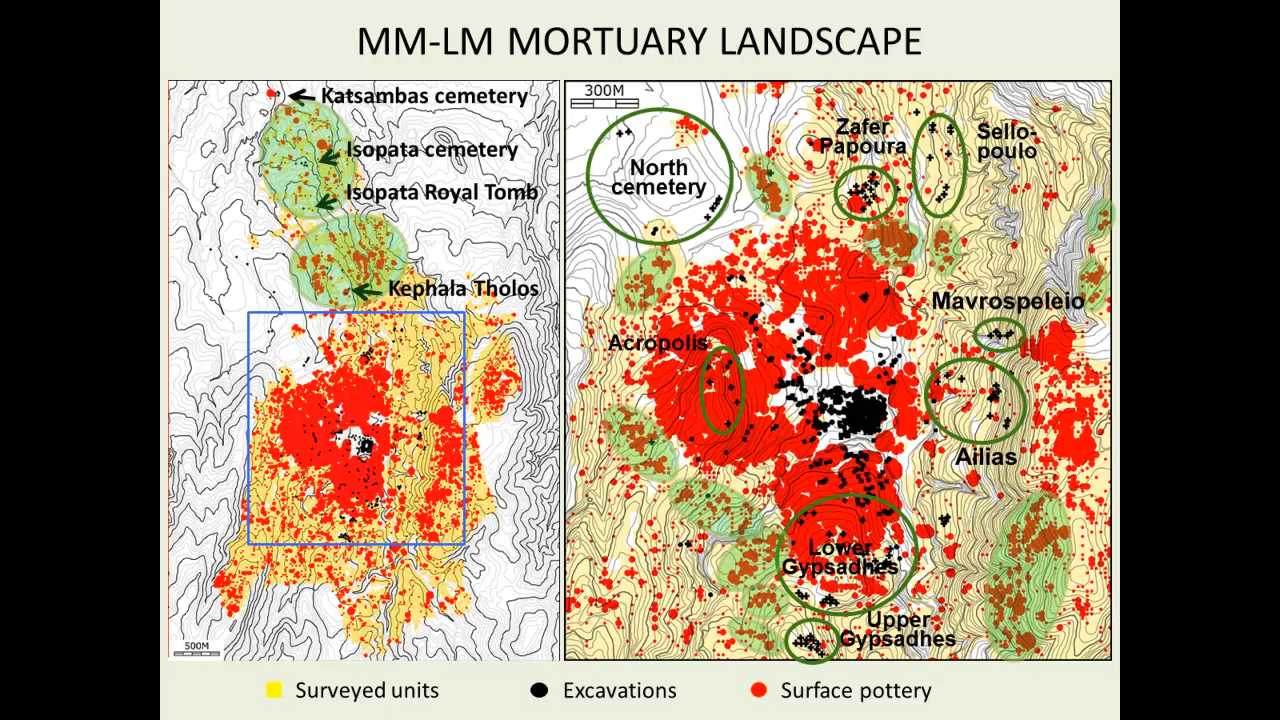 MM-LM MORTUARY LANDSCAPE
Katsambas cemetery
Isopata cemetery
Isopata Royal Tomb
Kephala Tholos
500M
300M
North
cemetery
Zafer
Papoura
Sello-
poulo
Mavrospeleio
Acropolis
Ailias
Lower
Gypsadhes
Upper
Gypsadhes
Surveyed units
Excavations
Surface pottery